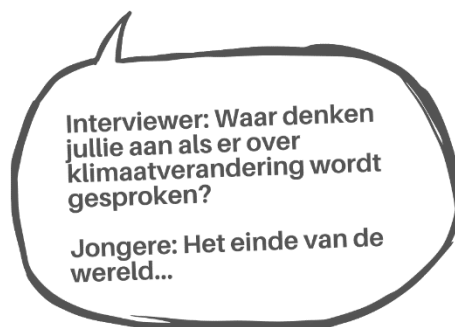 Interviewer: Waar denken
jullie aan als er over
klimaatverandering wordt
gesproken?
Jongere: Het einde van de
wereld...